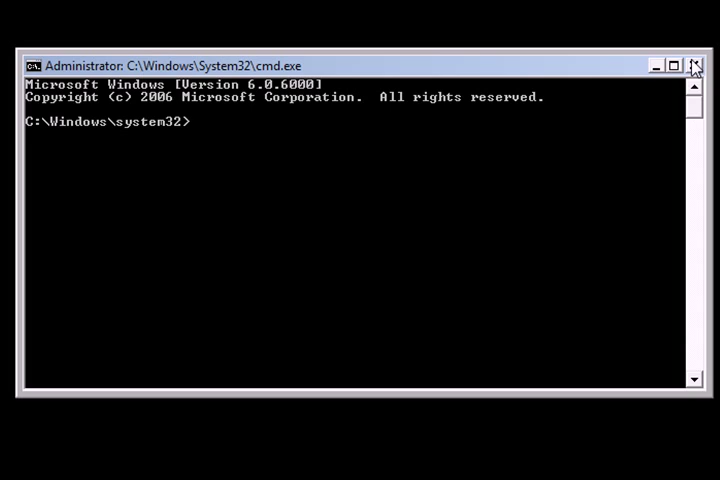 Administrator: C:\Windows\System32\cmd.exe
Microsoft Windows [Version 6.0.6000]
Copyright (c) 2006 Microsoft Corporation.  All rights reserved.
C:\Windows\system32>